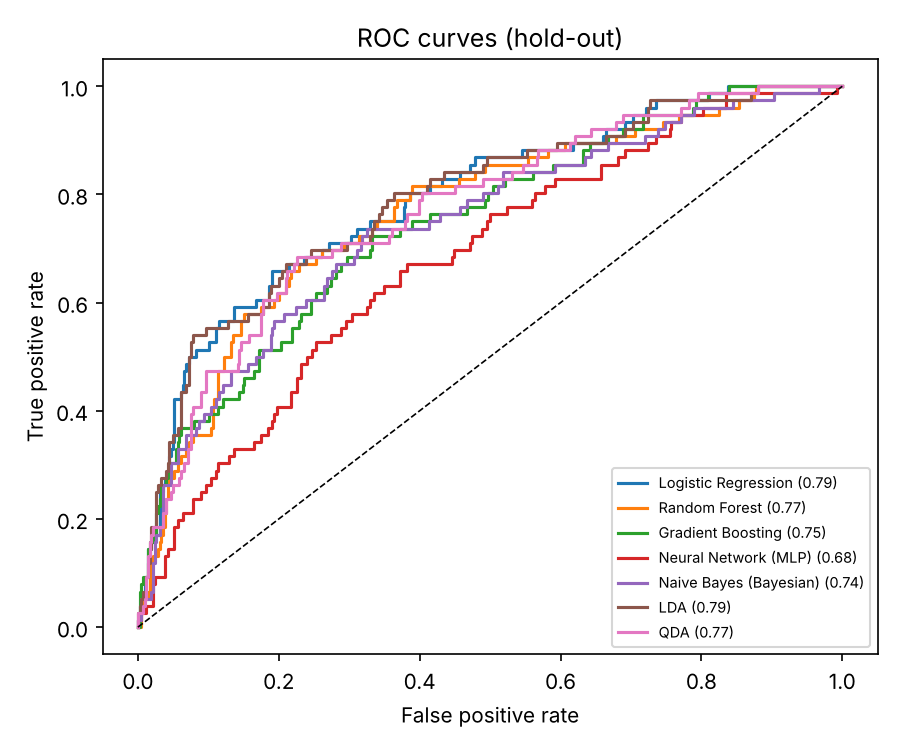 ROC curves (hold-out)
True positive rate
1.0
0.8
0.6
0.4
0.2
0.0
0.0 0.2 0.4 0.6 0.8 1.0
False positive rate
Logistic Regression (0.79)
Random Forest (0.77)
Gradient Boosting (0.75)
Neural Network (MLP) (0.68)
Naive Bayes (Bayesian) (0.74)
LDA (0.79)
QDA (0.77)